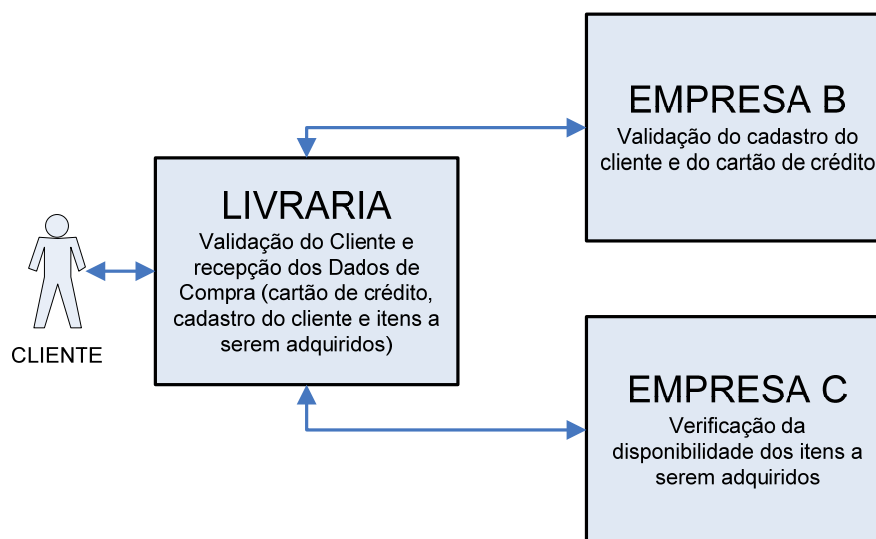 CLIENTE
LIVRARIA
Validação do Cliente e
recepção dos Dados de
Compra (cartão de crédito,
cadastro do cliente e itens a
serem adquiridos)
EMPRESA B
Validação do cadastro do
cliente e do cartão de crédito
EMPRESA C
Verificação da
disponibilidade dos itens a
serem adquiridos